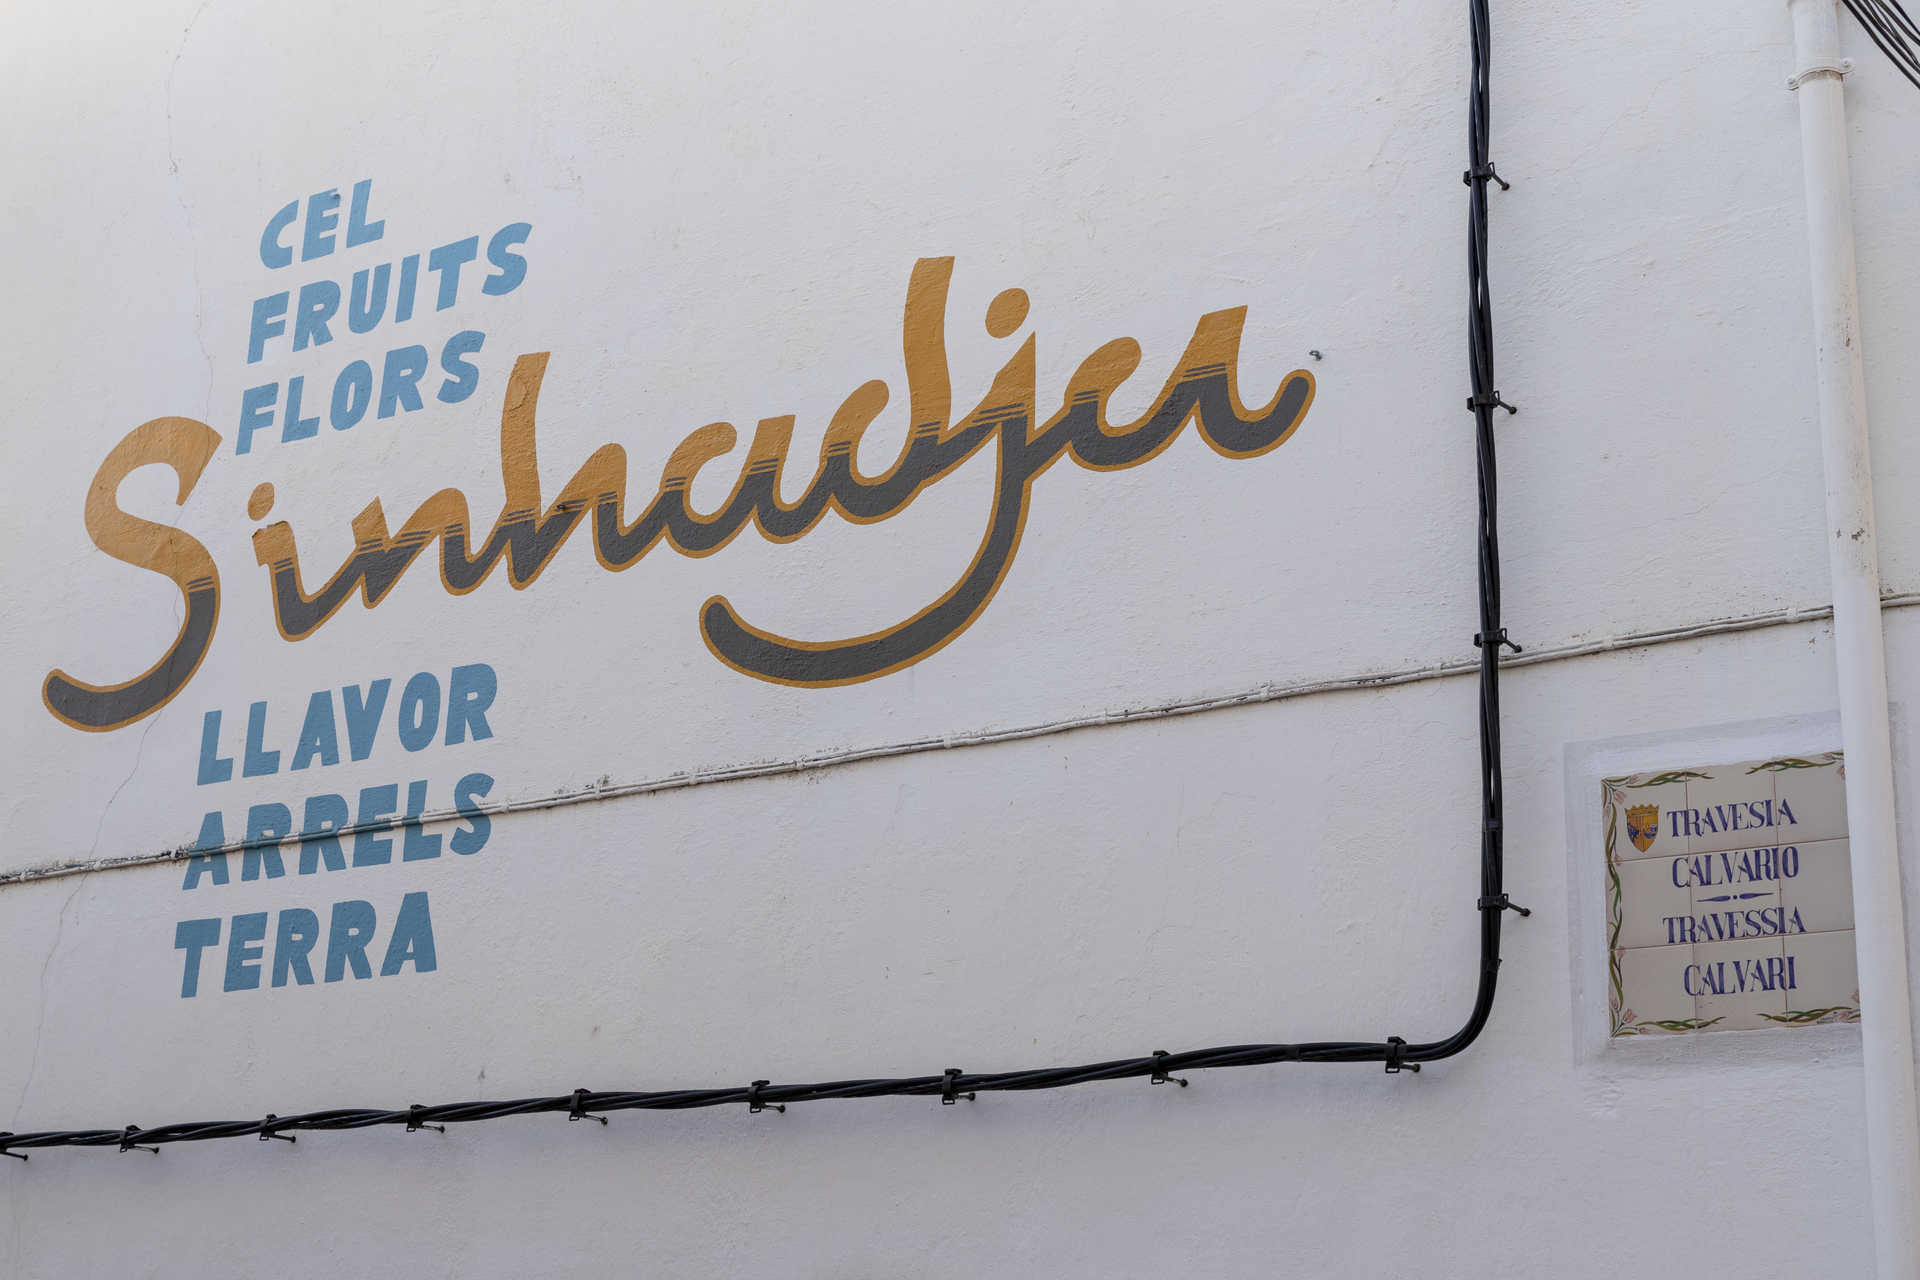 CEL
FRUITS
FLORS
Sinhadja
LLAVOR
ARRELS
TERRA
TRAVESIA
CALVARIO
TRAVESSIA
CALVARI